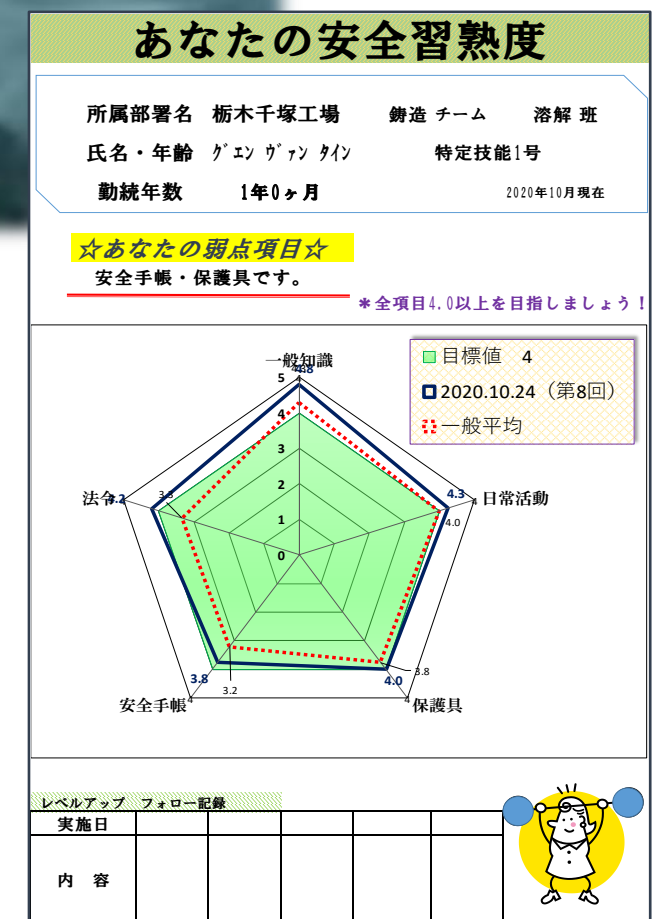 あなたの安全習熟度
所属部署名 栃木千塚工場 鋳造 チーム 溶解 班
氏名・年齢 グエン ヴァン タイン 特定技能1号
勤続年数 1年0ヶ月 2020年10月現在
☆あなたの弱点項目☆
安全手帳・保護具です。
＊全項目4.0以上を目指しましょう！
目標値 4
2020.10.24（第8回）
一般平均
一般知識
4.8
5
4
3
2
1
0
法令
4.2
3.3
4.3
4
日常活動
4.0
3.8
4
安全手帳
3.2
3.8
4.0
4
保護具
レベルアップ フォロー記録
実施日
内 容